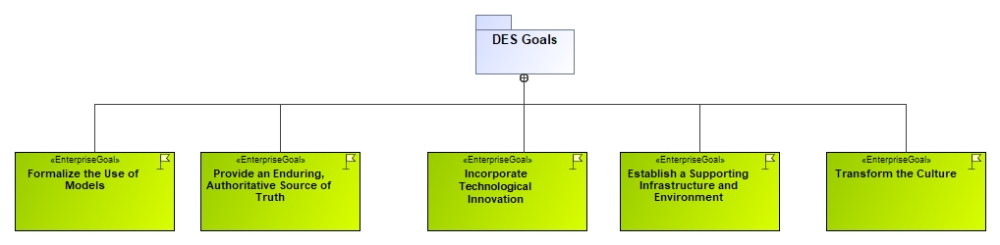 DES Goals
«EnterpriseGoal»
Formalize the Use of
Models
«EnterpriseGoal»
Provide an Enduring,
Authoritative Source of
Truth
«EnterpriseGoal»
Incorporate
Technological
Innovation
«EnterpriseGoal»
Establish a Supporting
Infrastructure and
Environment
«EnterpriseGoal»
Transform the Culture